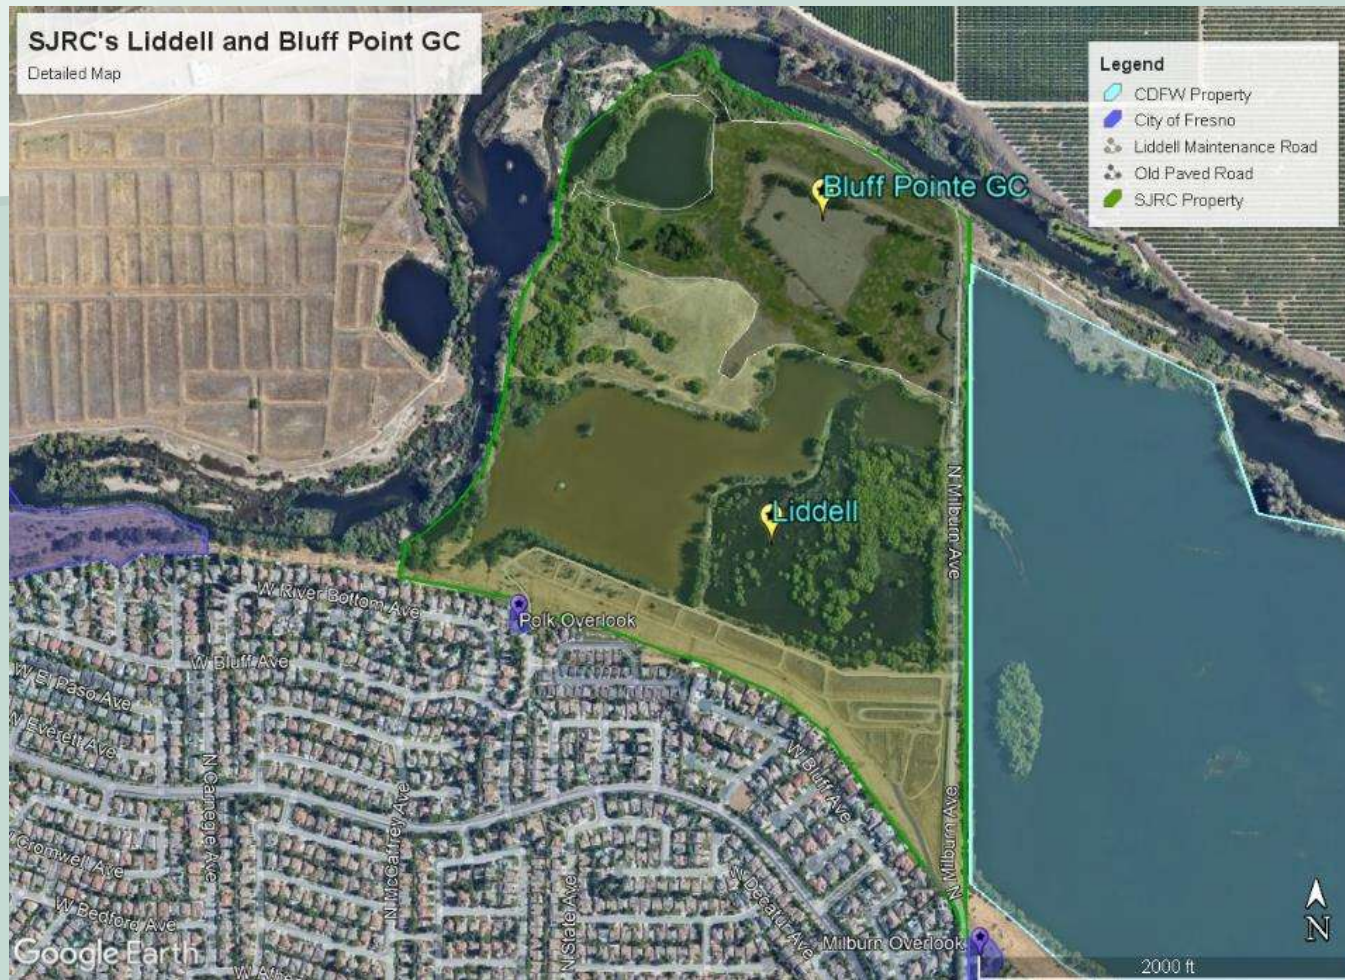 SJRC's Liddell and Bluff Point GC
Detailed Map
Legend
CDFW Property
City of Fresno
Liddell Maintenance Road
Old Paved Road
SJRC Property
Bluff Pointe GC
Liddell
N Milburn Ave
W River Bottom Ave
Polk Overlook
W Bluff Ave
W El Paso Ave
W Everett Ave
N Carnegie Ave
W Bluff Ave
N McCaffrey Ave
N Milburn Ave
Cromwell Ave
N State Ave
N Decatur Ave
W Bedford Ave
Milburn Overlook
N
Google Earth
2000 ft